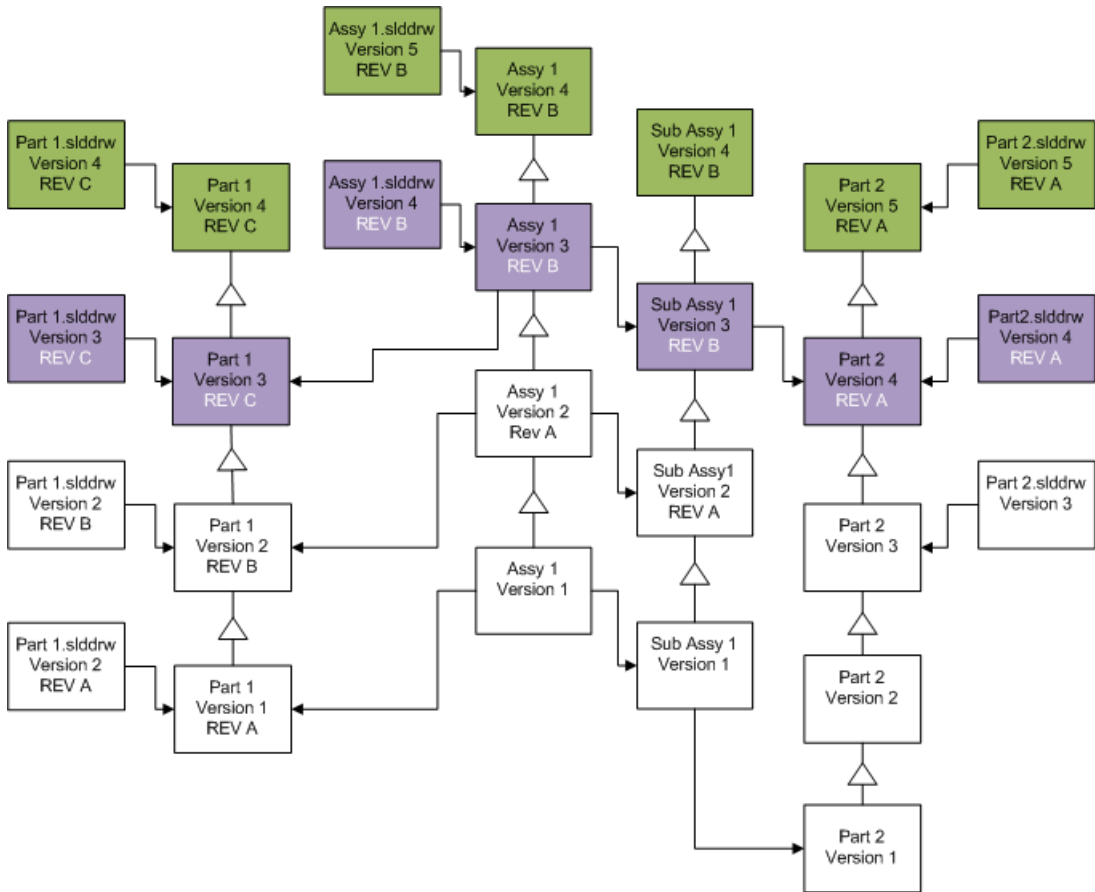 Assy 1.slddrw
Version 5
REV B
Assy 1
Version 4
REV B
Part 1.slddrw
Version 4
REV C
Part 1
Version 4
REV C
Assy 1.slddrw
Version 4
REV B
Assy 1
Version 3
REV B
Sub Assy 1
Version 4
REV B
Part 2
Version 5
REV A
Part 2.slddrw
Version 5
REV A
Part 1.slddrw
Version 3
REV C
Part 1
Version 3
REV C
Sub Assy 1
Version 3
REV B
Part 2
Version 4
REV A
Part2.slddrw
Version 4
REV A
Assy 1
Version 2
Rev A
Part 1.slddrw
Version 2
REV B
Part 1
Version 2
REV B
Sub Assy1
Version 2
REV A
Part 2
Version 3
Part 2.slddrw
Version 3
Assy 1
Version 1
Part 1.slddrw
Version 2
REV A
Part 1
Version 1
REV A
Sub Assy 1
Version 1
Part 2
Version 2
Part 2
Version 1